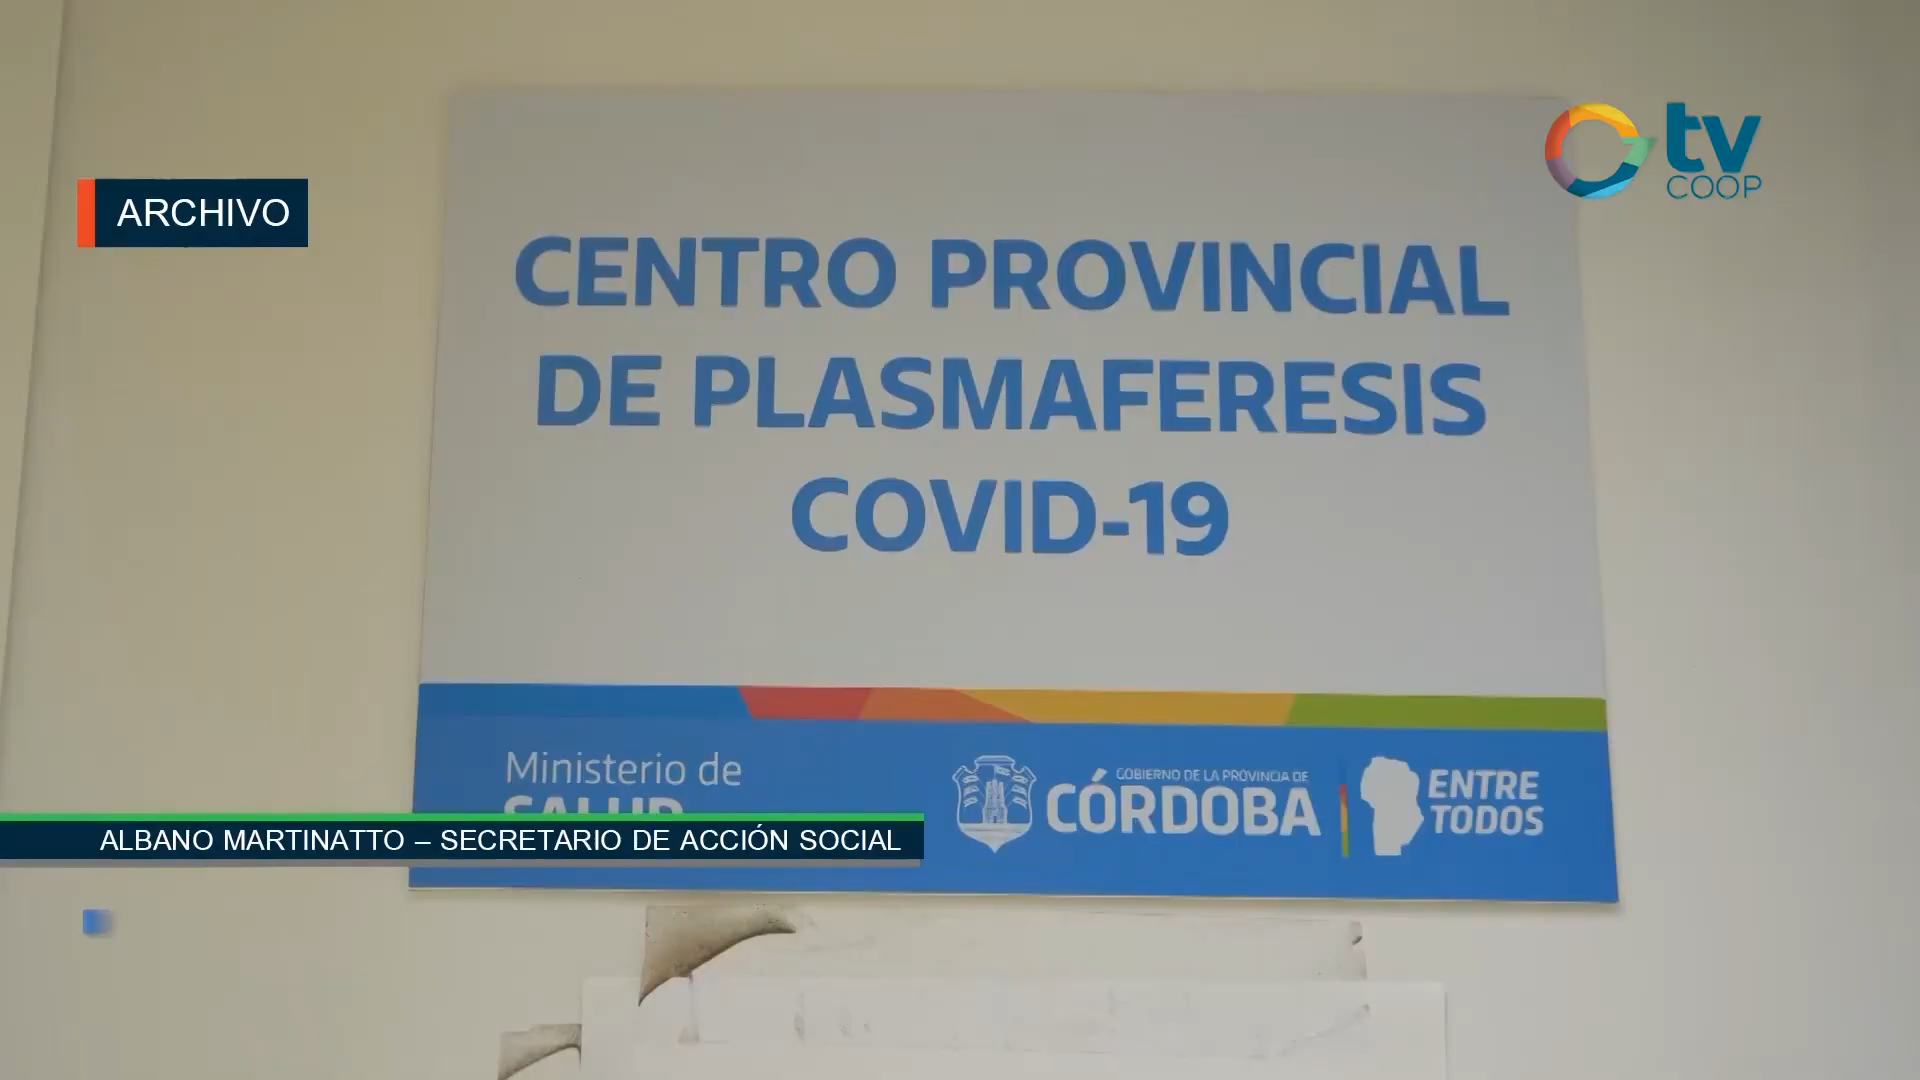 tv
COOP
ARCHIVO
CENTRO PROVINCIAL
DE PLASMAFERESIS
COVID-19
Ministerio de
SALUD
GOBIERNO DE LA PROVINCIA DE
CÓRDOBA
ENTRE
TODOS
ALBANO MARTINATTO – SECRETARIO DE ACCIÓN SOCIAL